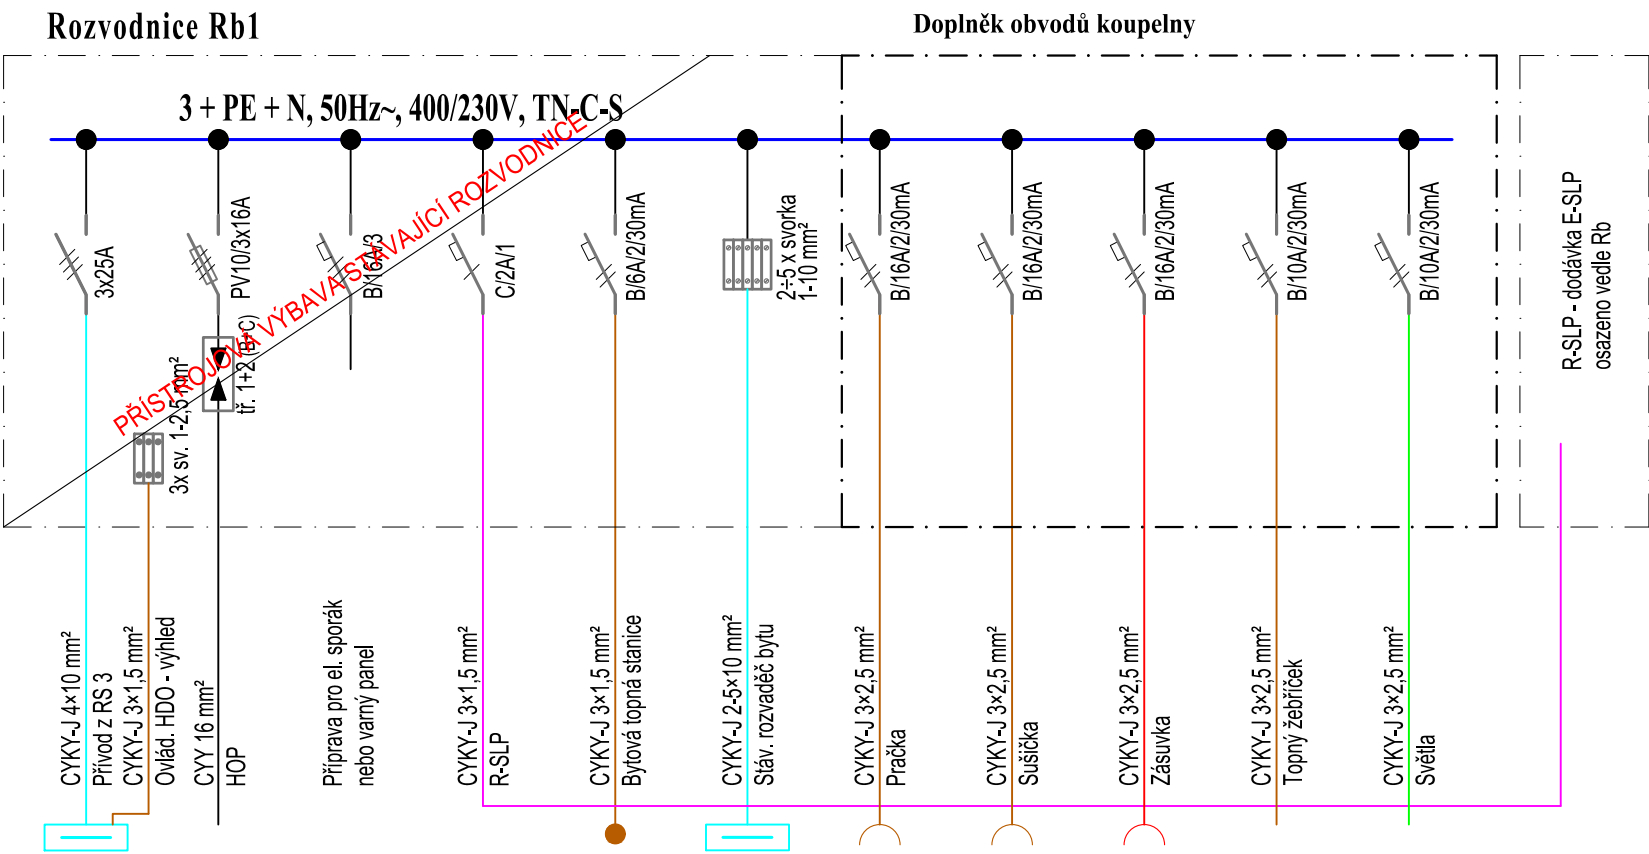 Rozvodnice Rb1
Doplněk obvodů koupelny
3 + PE + N, 50Hz~, 400/230V, TN-C-S
PŘÍSTROJOVÁ VÝBAVA STÁVAJÍCÍ ROZVODNICE
3x25A
PV10/3x16A
B/16A/3
C/2A/1
B/6A/2/30mA
2÷5 x svorka
1-10 mm²
B/16A/2/30mA
B/16A/2/30mA
B/16A/2/30mA
B/10A/2/30mA
B/10A/2/30mA
R-SLP - dodávka E-SLP
osazeno vedle Rb
3x sv. 1-2,5 mm²
tř. 1+2 (B+C)
CYKY-J 4×10 mm²
Přívod z RS 3
CYKY-J 3×1,5 mm²
Ovlád. HDO - výhled
CYY 16 mm²
HOP
Příprava pro el. sporák
nebo varný panel
CYKY-J 3×1,5 mm²
R-SLP
CYKY-J 3×1,5 mm²
Bytová topná stanice
CYKY-J 2-5×10 mm²
Stáv. rozvaděč bytu
CYKY-J 3×2,5 mm²
Pračka
CYKY-J 3×2,5 mm²
Sušička
CYKY-J 3×2,5 mm²
Zásuvka
CYKY-J 3×2,5 mm²
Topný žebříček
CYKY-J 3×2,5 mm²
Světla